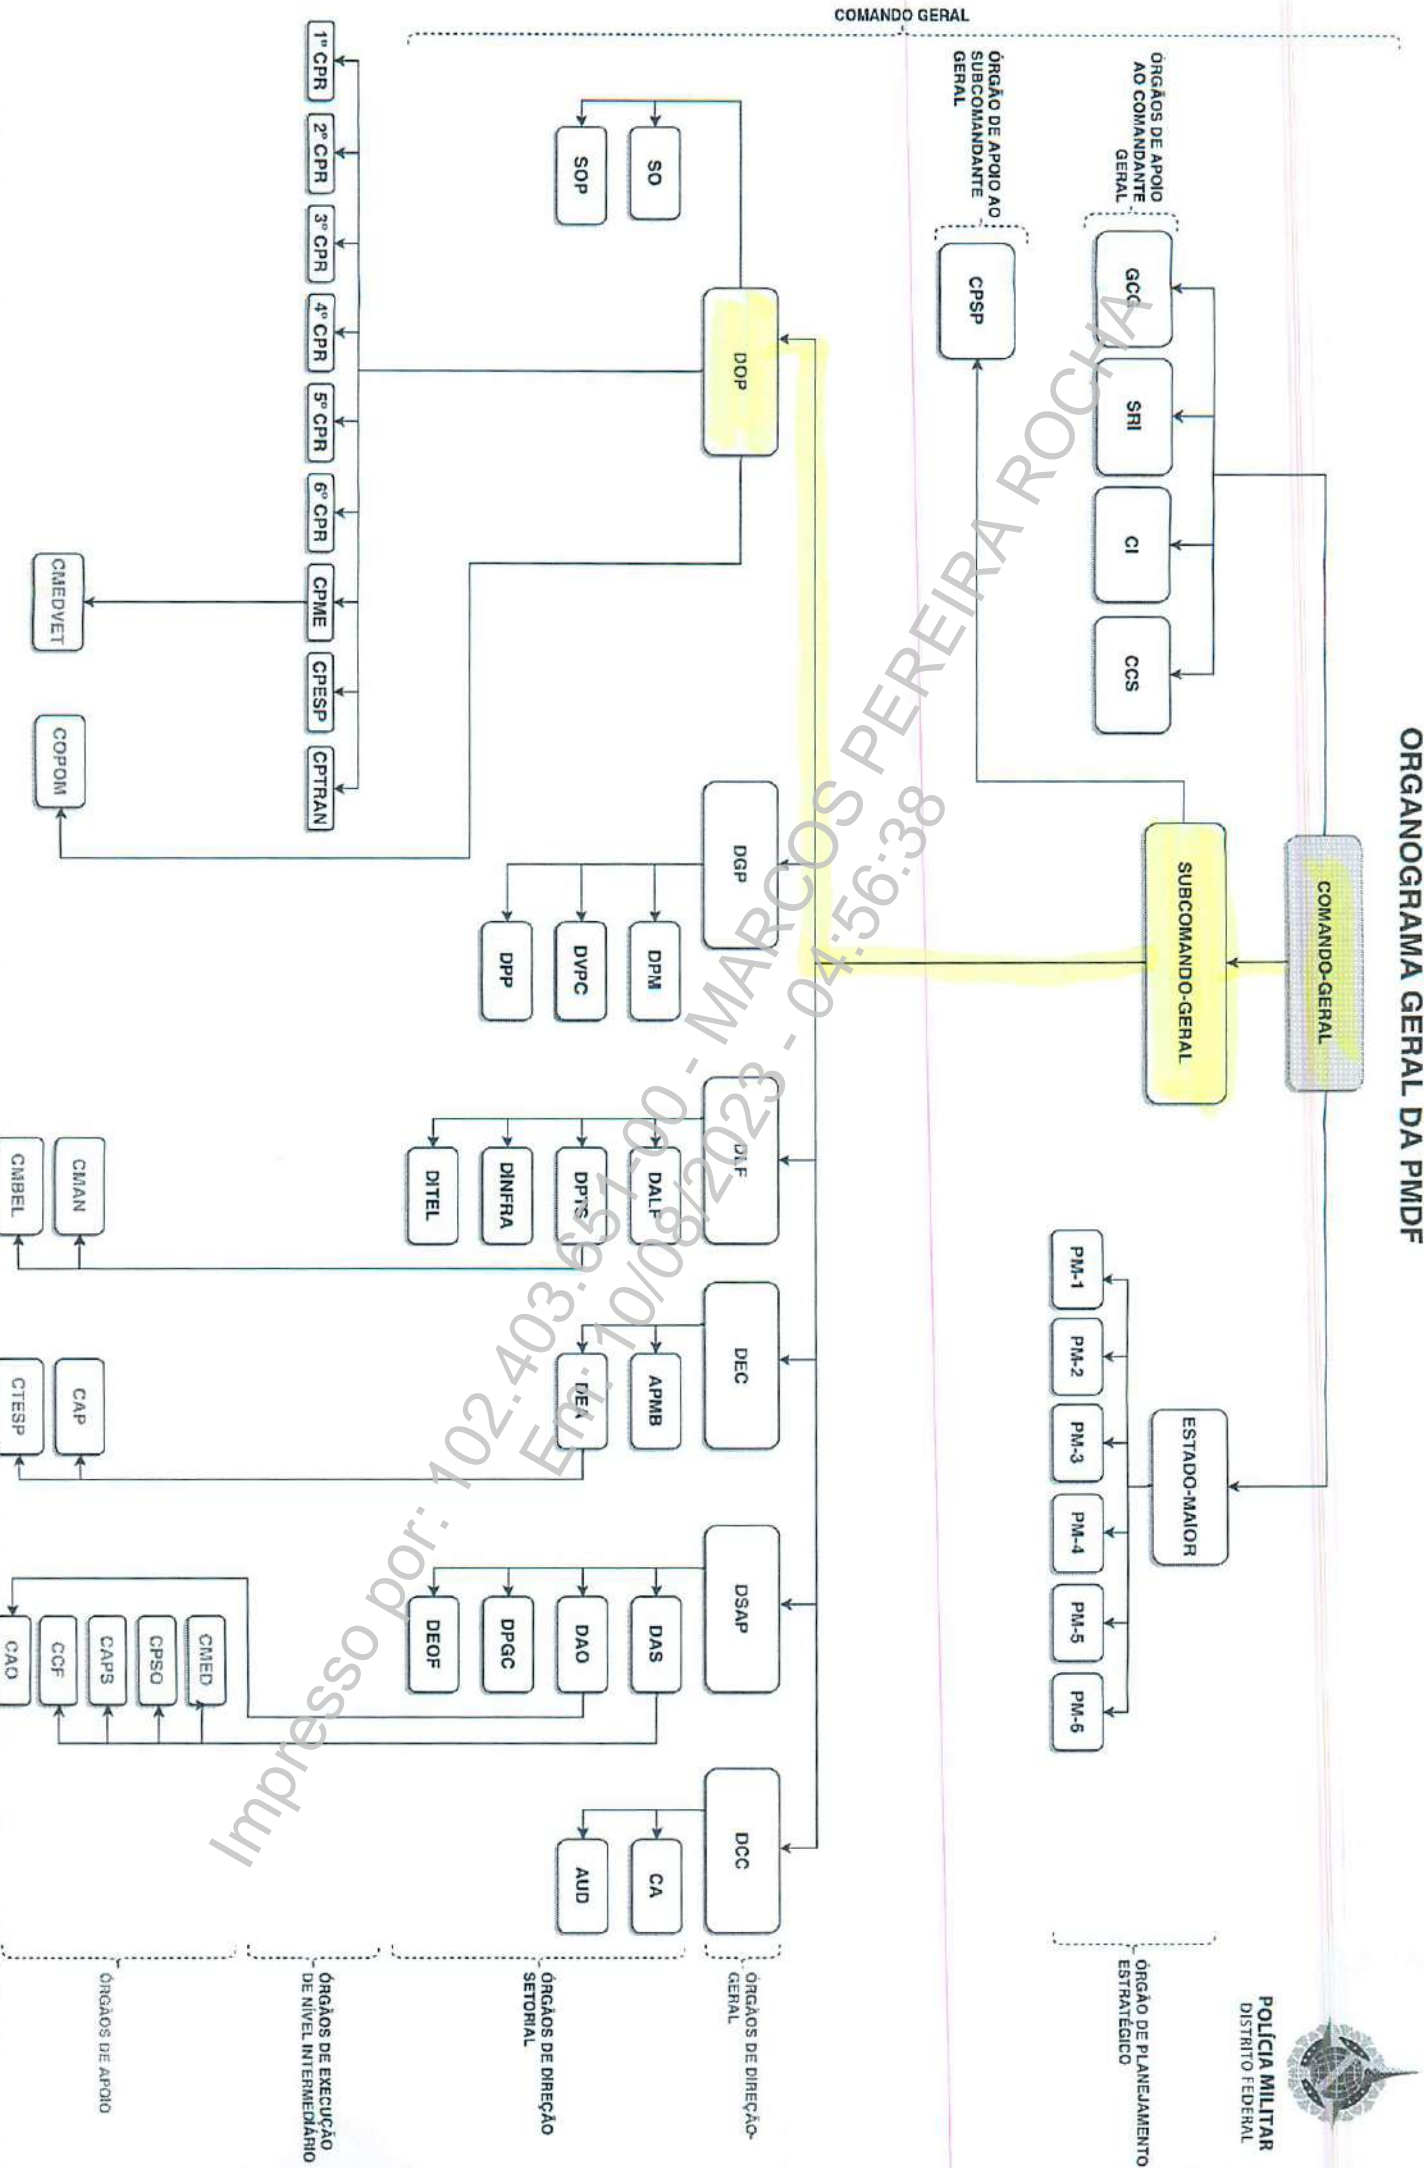 ORGANOGRAMA GERAL DA PMDF
POLÍCIA MILITAR
DISTRITO FEDERAL
COMANDO GERAL
COMANDO-GERAL
SUBCOMANDO-GERAL
ESTADO-MAIOR
ÓRGÃOS DE APOIO
AO COMANDANTE
GERAL
GCG
SRI
CI
CCS
PM-1
PM-2
PM-3
PM-4
PM-5
PM-6
ÓRGÃO DE PLANEJAMENTO
ESTRATÉGICO
ÓRGÃO DE APOIO AO
SUBCOMANDANTE
GERAL
CPSP
DOP
DGP
DLF
DEC
DSAP
DCC
ÓRGÃOS DE DIREÇÃO-
GERAL
SO
SOP
DPM
DVPC
DPP
DALF
DPTS
DINFRA
DITEL
APMB
DEA
DAS
DAO
DPGC
DEOF
CA
AUD
ÓRGÃOS DE DIREÇÃO
SETORIAL
1º CPR
2º CPR
3º CPR
4º CPR
5º CPR
6º CPR
CPME
CPESP
CPTRAN
ÓRGÃOS DE EXECUÇÃO
DE NÍVEL INTERMEDIÁRIO
CMEDVET
COPOM
CMAN
CMBEL
CAP
CTESP
CMED
CPSO
CAPS
CCF
CAO
ÓRGÃOS DE APOIO
Impresso por: 102.403.651-00 - MARCOS PEREIRA ROCHA
Em: 10/08/2023 - 04:56:38